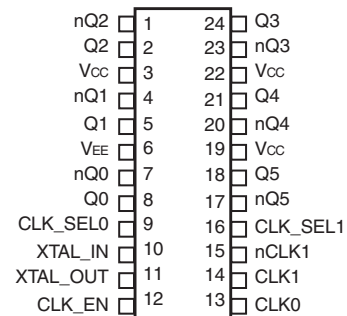 nQ2 1 24 Q3
Q2 2 23 nQ3
VCC 3 22 VCC
nQ1 4 21 Q4
Q1 5 20 nQ4
VEE 6 19 VCC
nQ0 7 18 Q5
Q0 8 17 nQ5
CLK_SEL0 9 16 CLK_SEL1
XTAL_IN 10 15 nCLK1
XTAL_OUT 11 14 CLK1
CLK_EN 12 13 CLK0